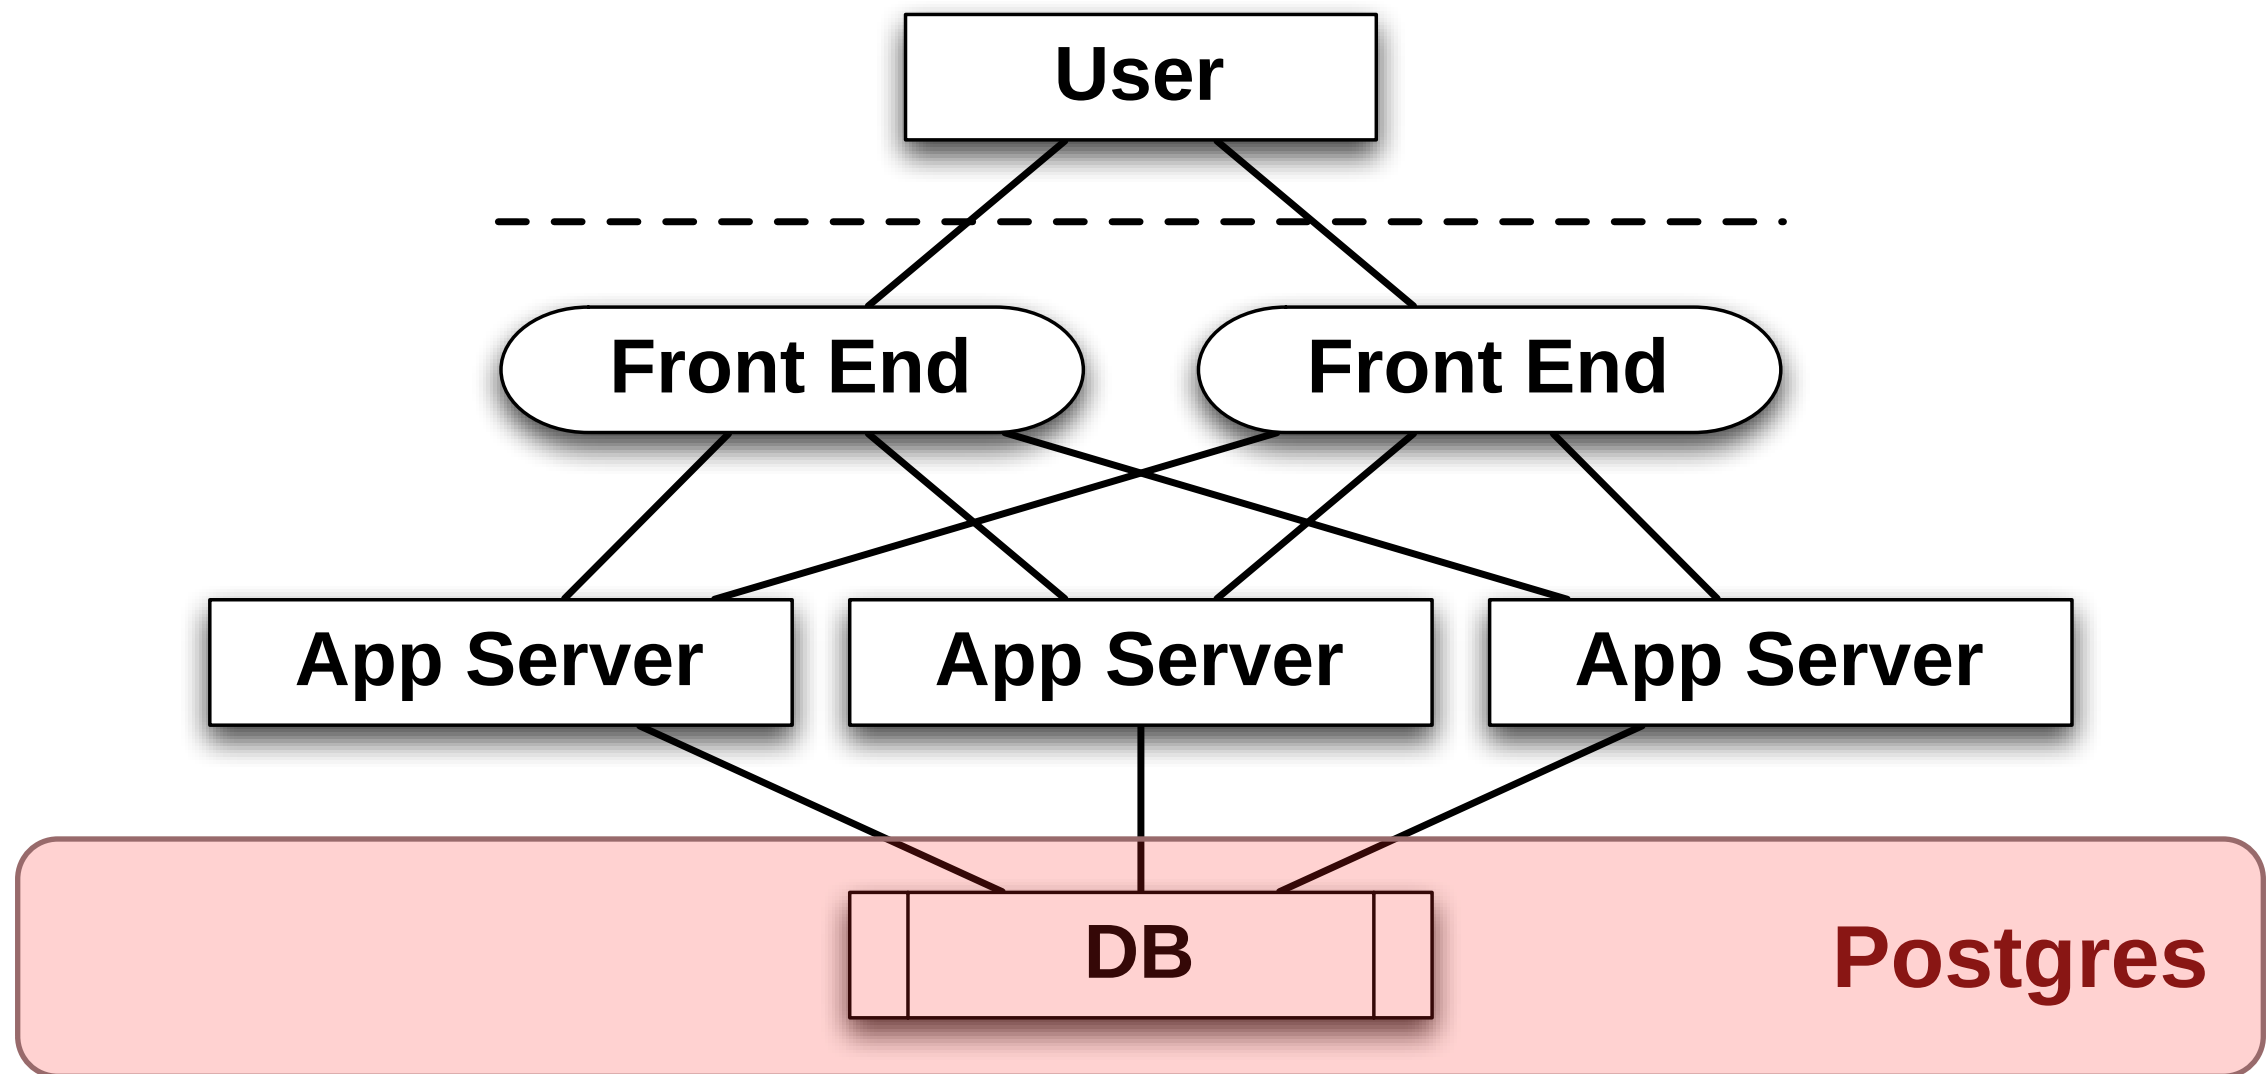 User
Front End
Front End
App Server
App Server
App Server
DB
Postgres